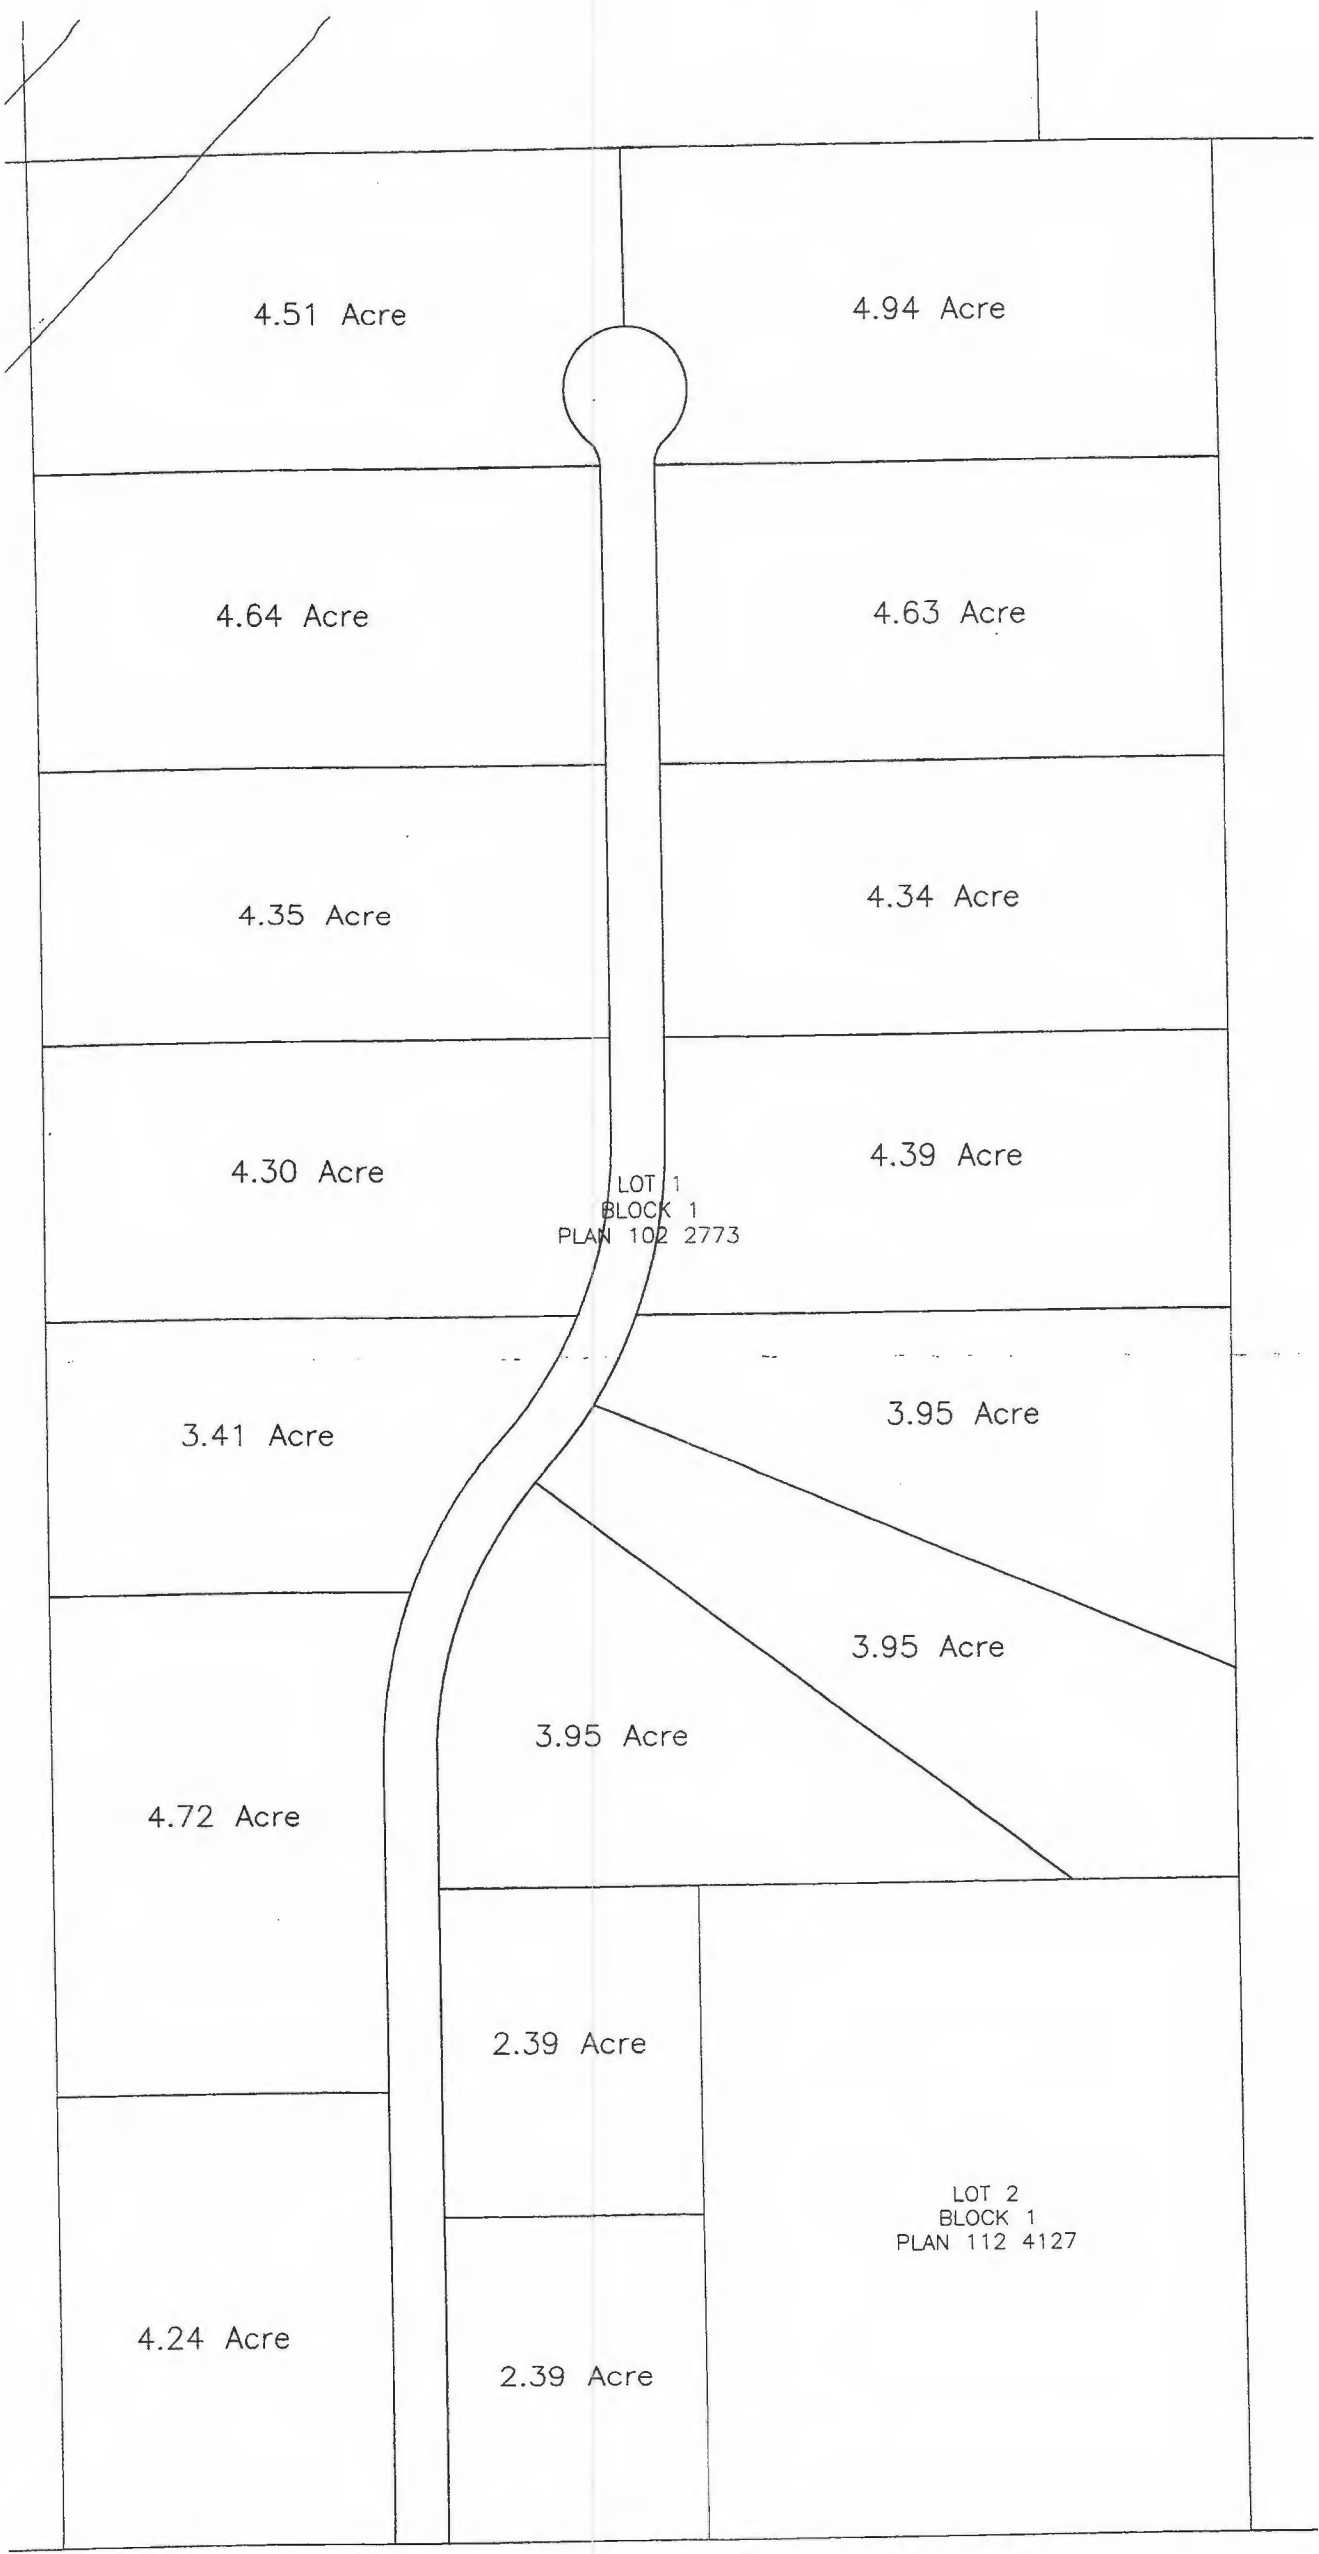 4.51 Acre
4.94 Acre
4.64 Acre
4.63 Acre
4.35 Acre
4.34 Acre
4.30 Acre
4.39 Acre
LOT 1
BLOCK 1
PLAN 102 2773
3.41 Acre
3.95 Acre
3.95 Acre
3.95 Acre
4.72 Acre
2.39 Acre
LOT 2
BLOCK 1
PLAN 112 4127
4.24 Acre
2.39 Acre